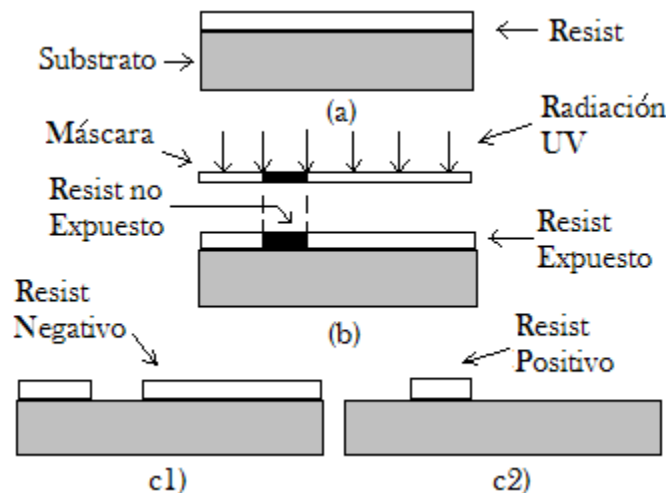 Resist
Substrato
(a)
Radiación
UV
Máscara
Resist no
Expuesto
Resist
Expuesto
(b)
Resist
Negativo
Resist
Positivo
c1)
c2)